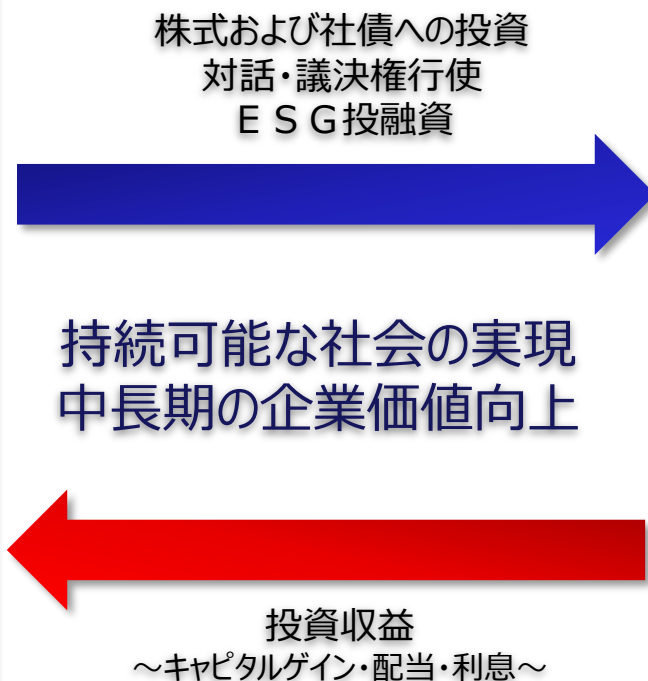 株式および社債への投資
対話・議決権行使
ＥＳＧ投融資
持続可能な社会の実現
中長期の企業価値向上
投資収益
～キャピタルゲイン・配当・利息～